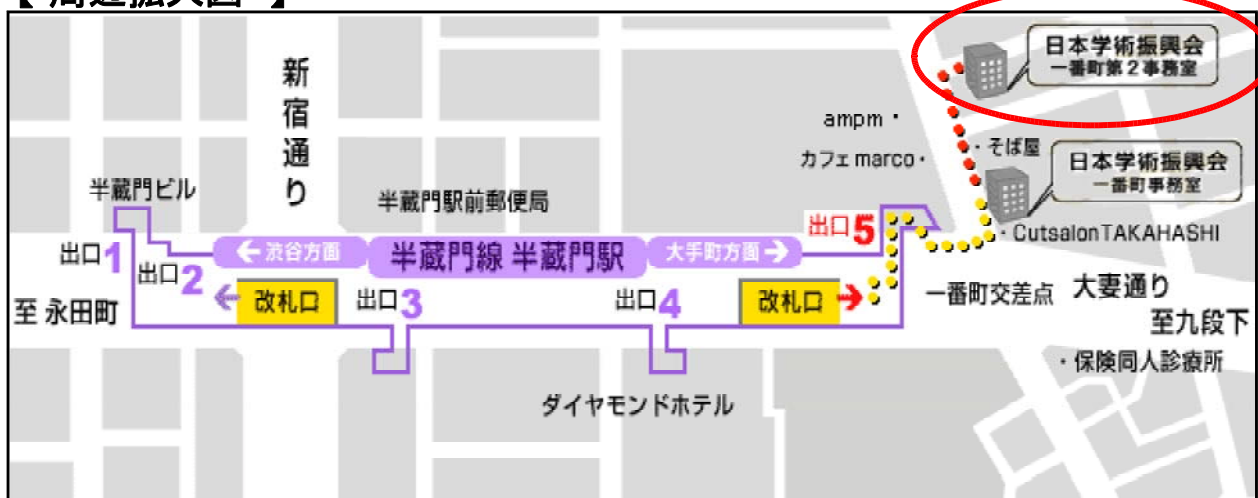 【 周辺拡大図 】
日本学術振興会
一番町第2事務室
新宿通り
ampm・
・そば屋
カフェ marco・
日本学術振興会
一番町事務室
半蔵門ビル
半蔵門駅前郵便局
出口5
・CutsalonTAKAHASHI
出口1
←渋谷方面
半蔵門線 半蔵門駅
大手町方面→
出口2
改札口
出口3
出口4
改札口
一番町交差点
大妻通り
至 永田町
至九段下
・保険同人診療所
ダイヤモンドホテル